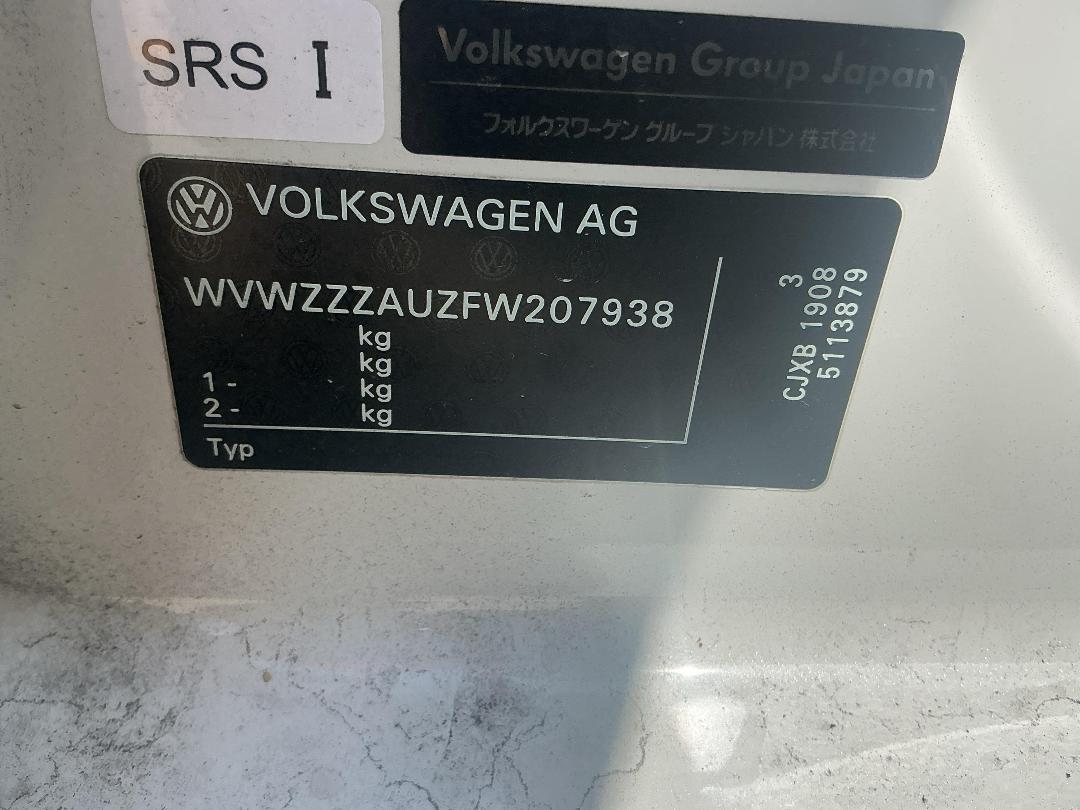 SRS I
Volkswagen Group Japan
フォルクスワーゲン グループ ジャパン 株式会社
VOLKSWAGEN AG
WVWZZZAUZFW207938
kg
kg
1 - kg
2 - kg
Typ
3
CJXB 1908
5113879